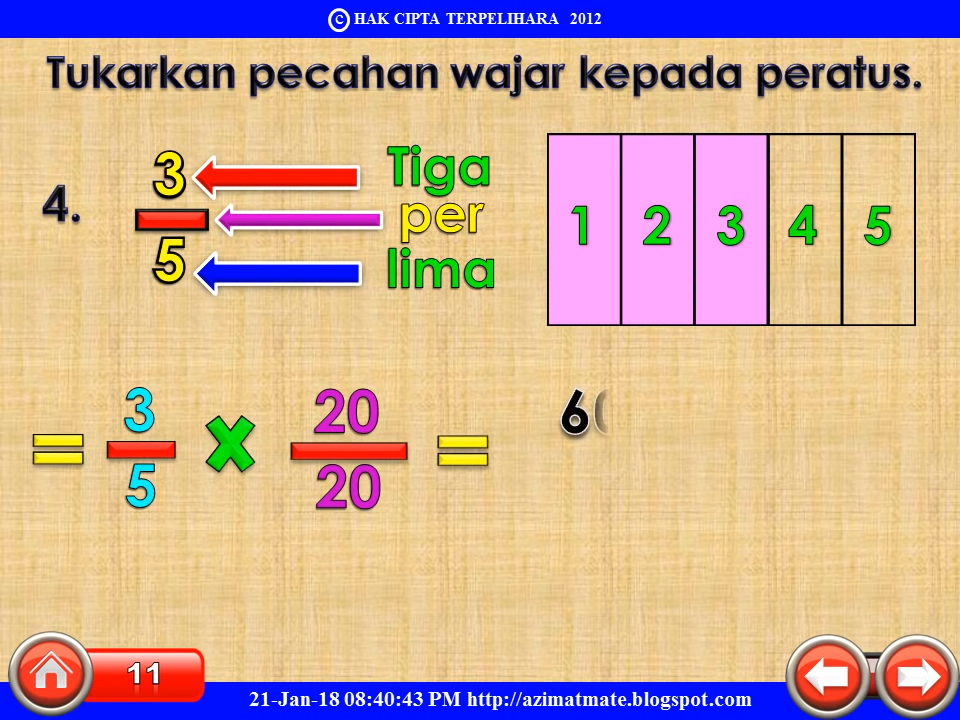 © HAK CIPTA TERPELIHARA 2012
Tukarkan pecahan wajar kepada peratus.
4.
3
5
Tiga
per
lima
1 2 3 4 5
= 3 × 20 = 6
5 20
11
21-Jan-18 08:40:43 PM http://azimatmate.blogspot.com